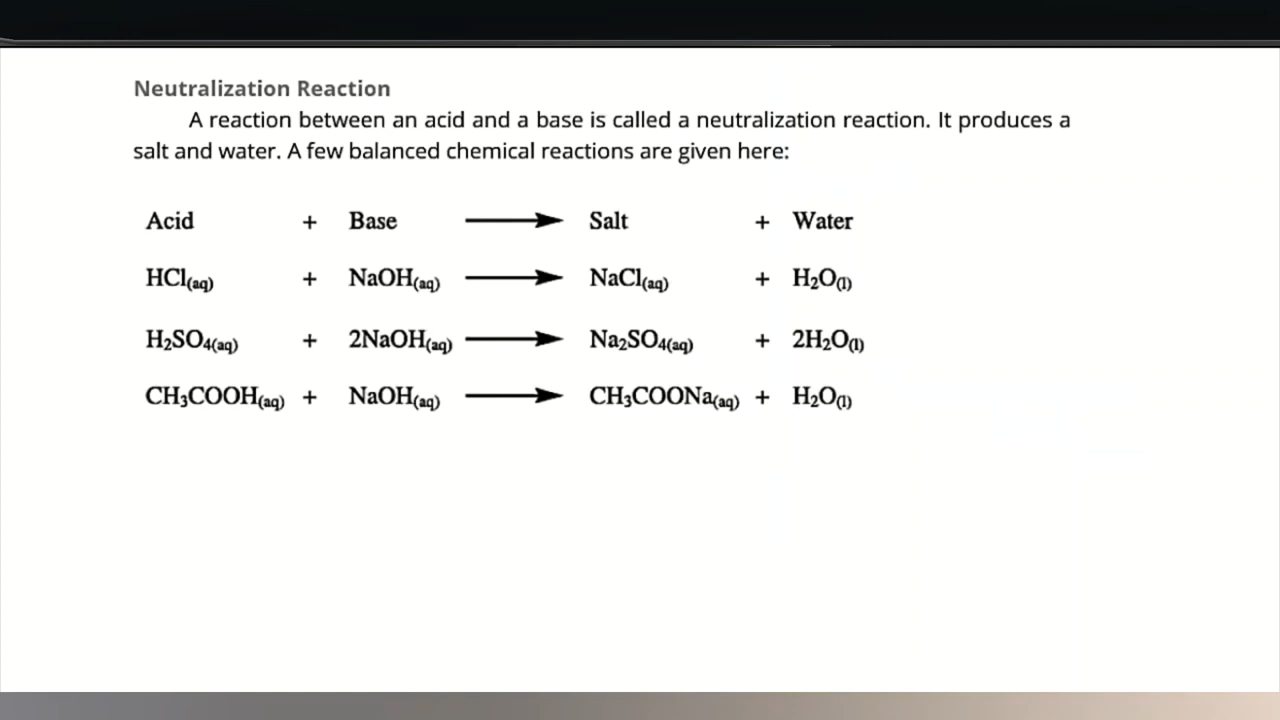 Neutralization Reaction
A reaction between an acid and a base is called a neutralization reaction. It produces a
salt and water. A few balanced chemical reactions are given here:
Acid + Base ⟶ Salt + Water
HCl(aq) + NaOH(aq) ⟶ NaCl(aq) + H₂O(l)
H₂SO₄(aq) + 2NaOH(aq) ⟶ Na₂SO₄(aq) + 2H₂O(l)
CH₃COOH(aq) + NaOH(aq) ⟶ CH₃COONa(aq) + H₂O(l)